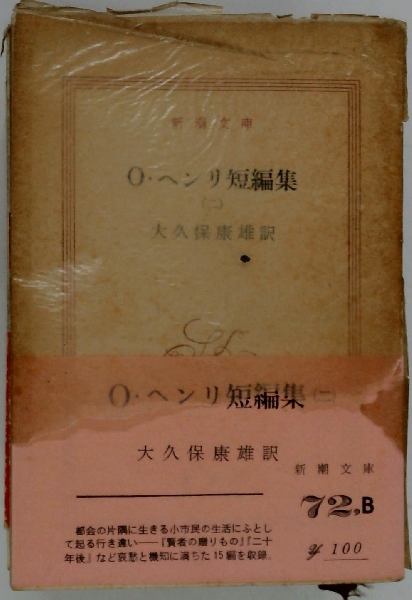 新潮文庫
O・ヘンリ短編集
(二)
大久保康雄訳
O・ヘンリ短編集(二)
大久保康雄訳
新潮文庫
72.B
都会の片隅に生きる小市民の生活にふとし
て起る行き違い——『賢者の贈りもの』『二十
年後』など哀愁と機知に満ちた15編を収録。
¥100